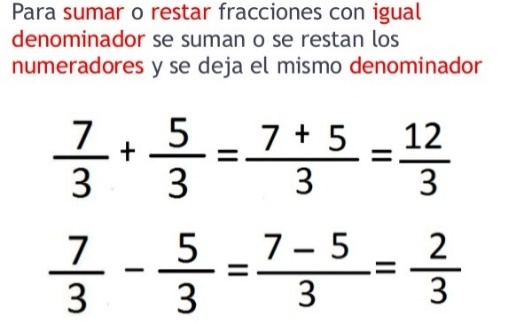 Para sumar o restar fracciones con igual
denominador se suman o se restan los
numeradores y se deja el mismo denominador
7/3 + 5/3 = 7 + 5/3 = 12/3
7/3 - 5/3 = 7 - 5/3 = 2/3